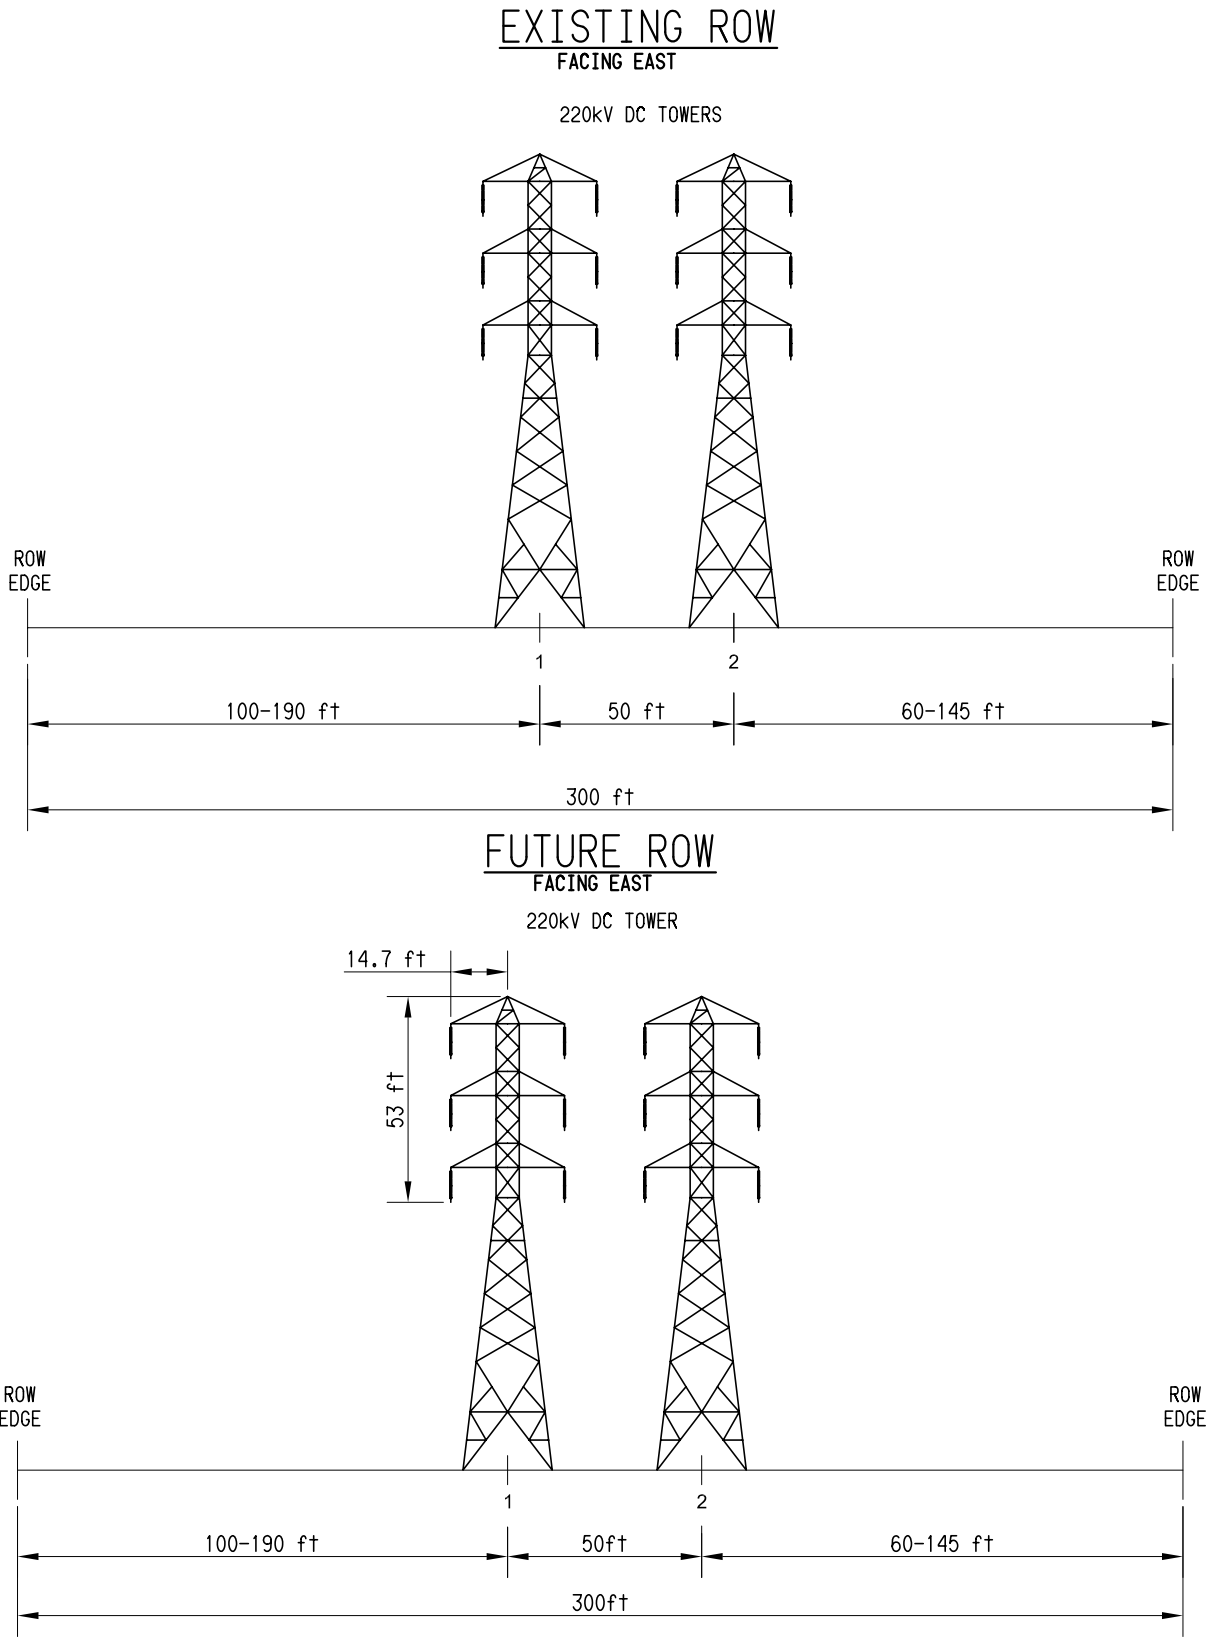 EXISTING ROW
FACING EAST
220kV DC TOWERS
ROW
EDGE
ROW
EDGE
1
2
100-190 ft
50 ft
60-145 ft
300 ft
FUTURE ROW
FACING EAST
220kV DC TOWER
14.7 ft
53 ft
ROW
EDGE
ROW
EDGE
1
2
100-190 ft
50ft
60-145 ft
300ft